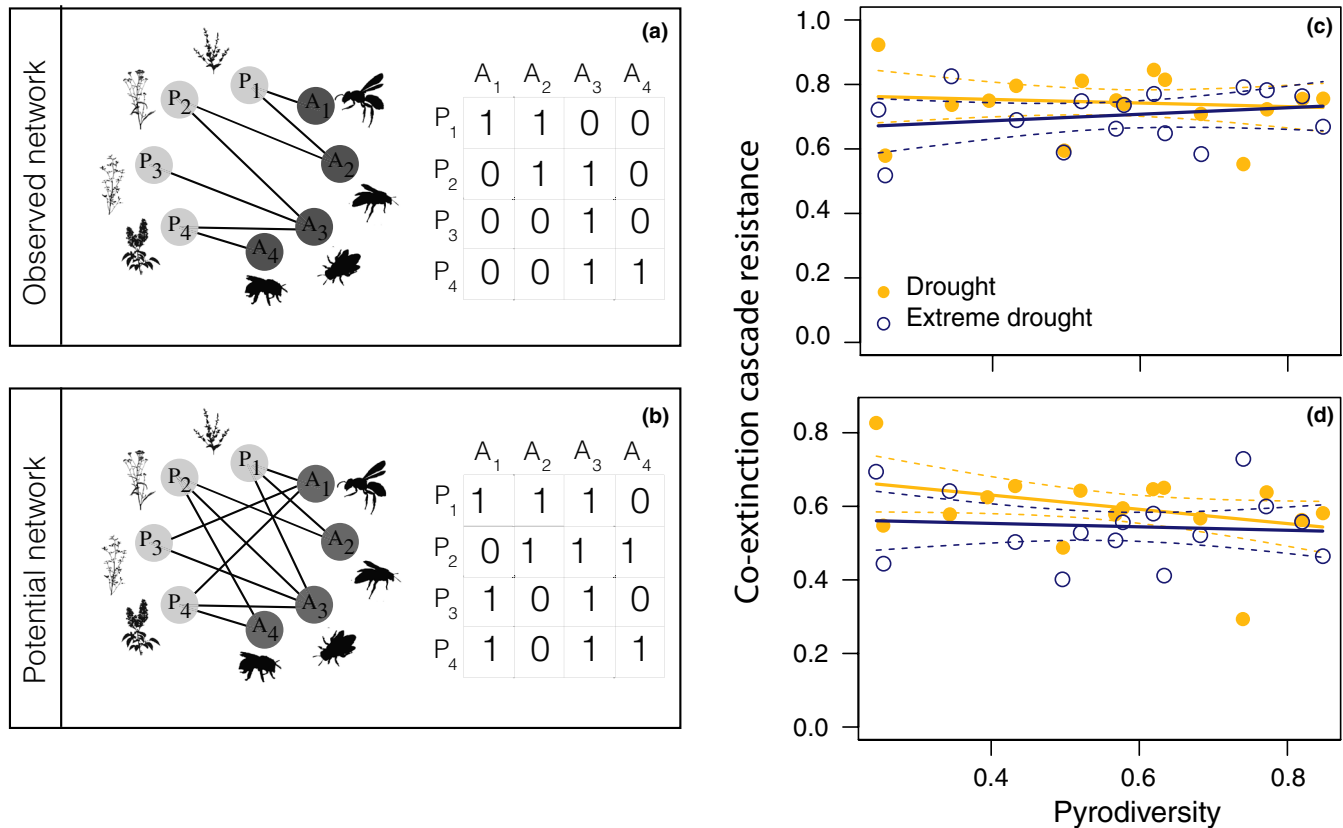 Observed network
(a)
P1
P2
P3
P4
A1
A2
A3
A4
A1 A2 A3 A4
P1 1 1 0 0
P2 0 1 1 0
P3 0 0 1 0
P4 0 0 1 1
Potential network
(b)
P1
P2
P3
P4
A1
A2
A3
A4
A1 A2 A3 A4
P1 1 1 1 0
P2 0 1 1 1
P3 1 0 1 0
P4 1 0 1 1
Co-extinction cascade resistance
(c)
1.0
0.8
0.6
0.4
0.2
0.0
Drought
Extreme drought
(d)
0.8
0.6
0.4
0.2
0.0
0.4 0.6 0.8
Pyrodiversity